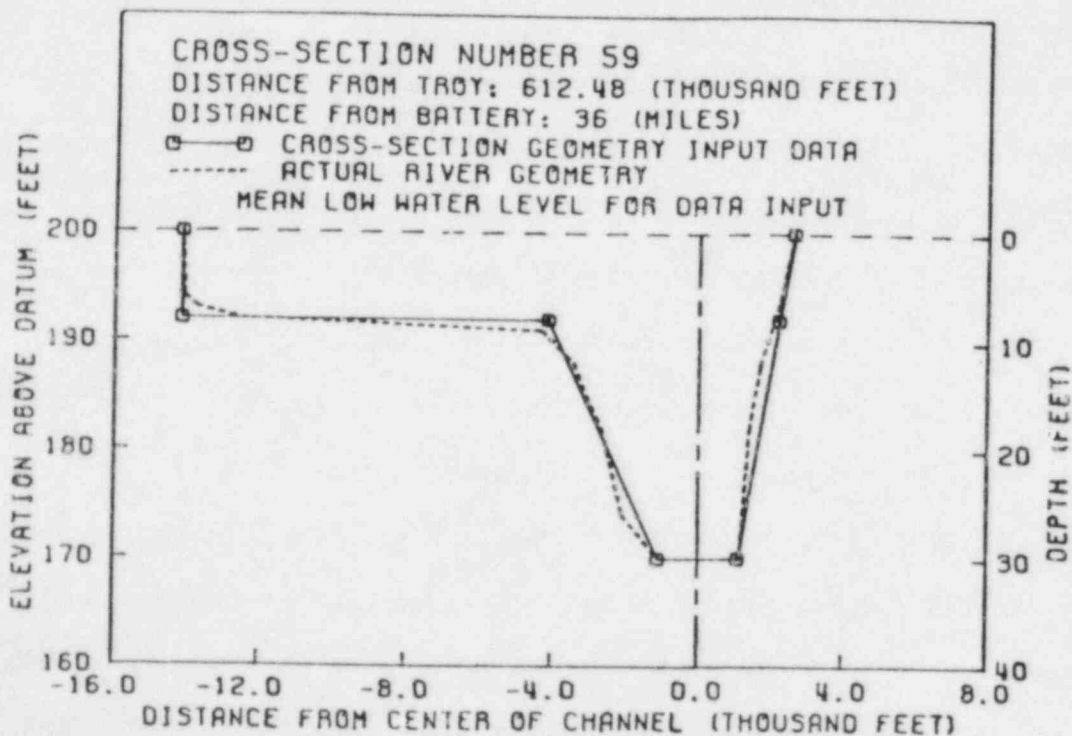 CROSS-SECTION NUMBER 59
DISTANCE FROM TROY: 612.48 (THOUSAND FEET)
DISTANCE FROM BATTERY: 36 (MILES)
CROSS-SECTION GEOMETRY INPUT DATA
ACTUAL RIVER GEOMETRY
MEAN LOW WATER LEVEL FOR DATA INPUT
ELEVATION ABOVE DATUM (FEET)
200
190
180
170
160
0
10
20
30
40
DEPTH (FEET)
-16.0 -12.0 -8.0 -4.0 0.0 4.0 8.0
DISTANCE FROM CENTER OF CHANNEL (THOUSAND FEET)